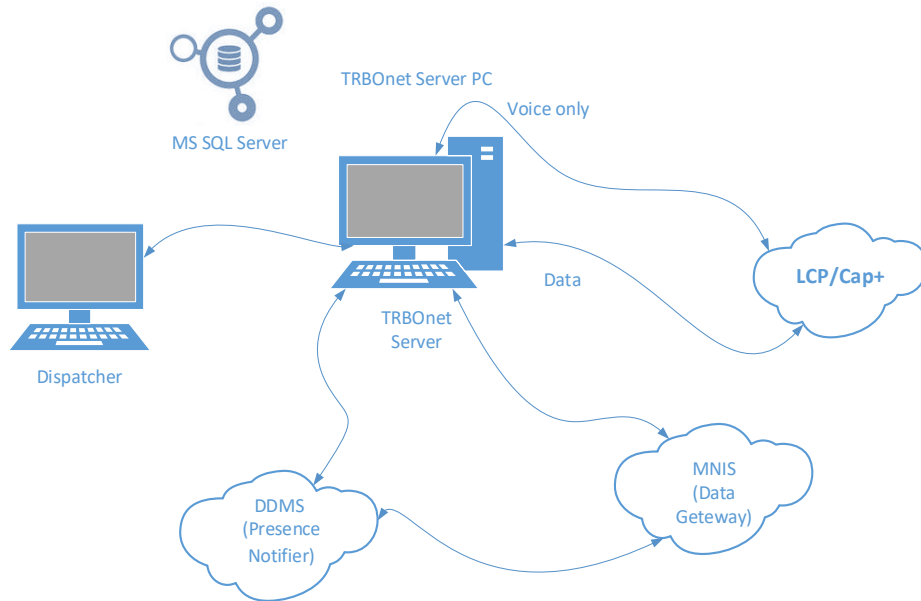 TRBOnet Server PC
Voice only
MS SQL Server
LCP/Cap+
Data
TRBOnet
Server
Dispatcher
MNIS
(Data
Geteway)
DDMS
(Presence
Notifier)